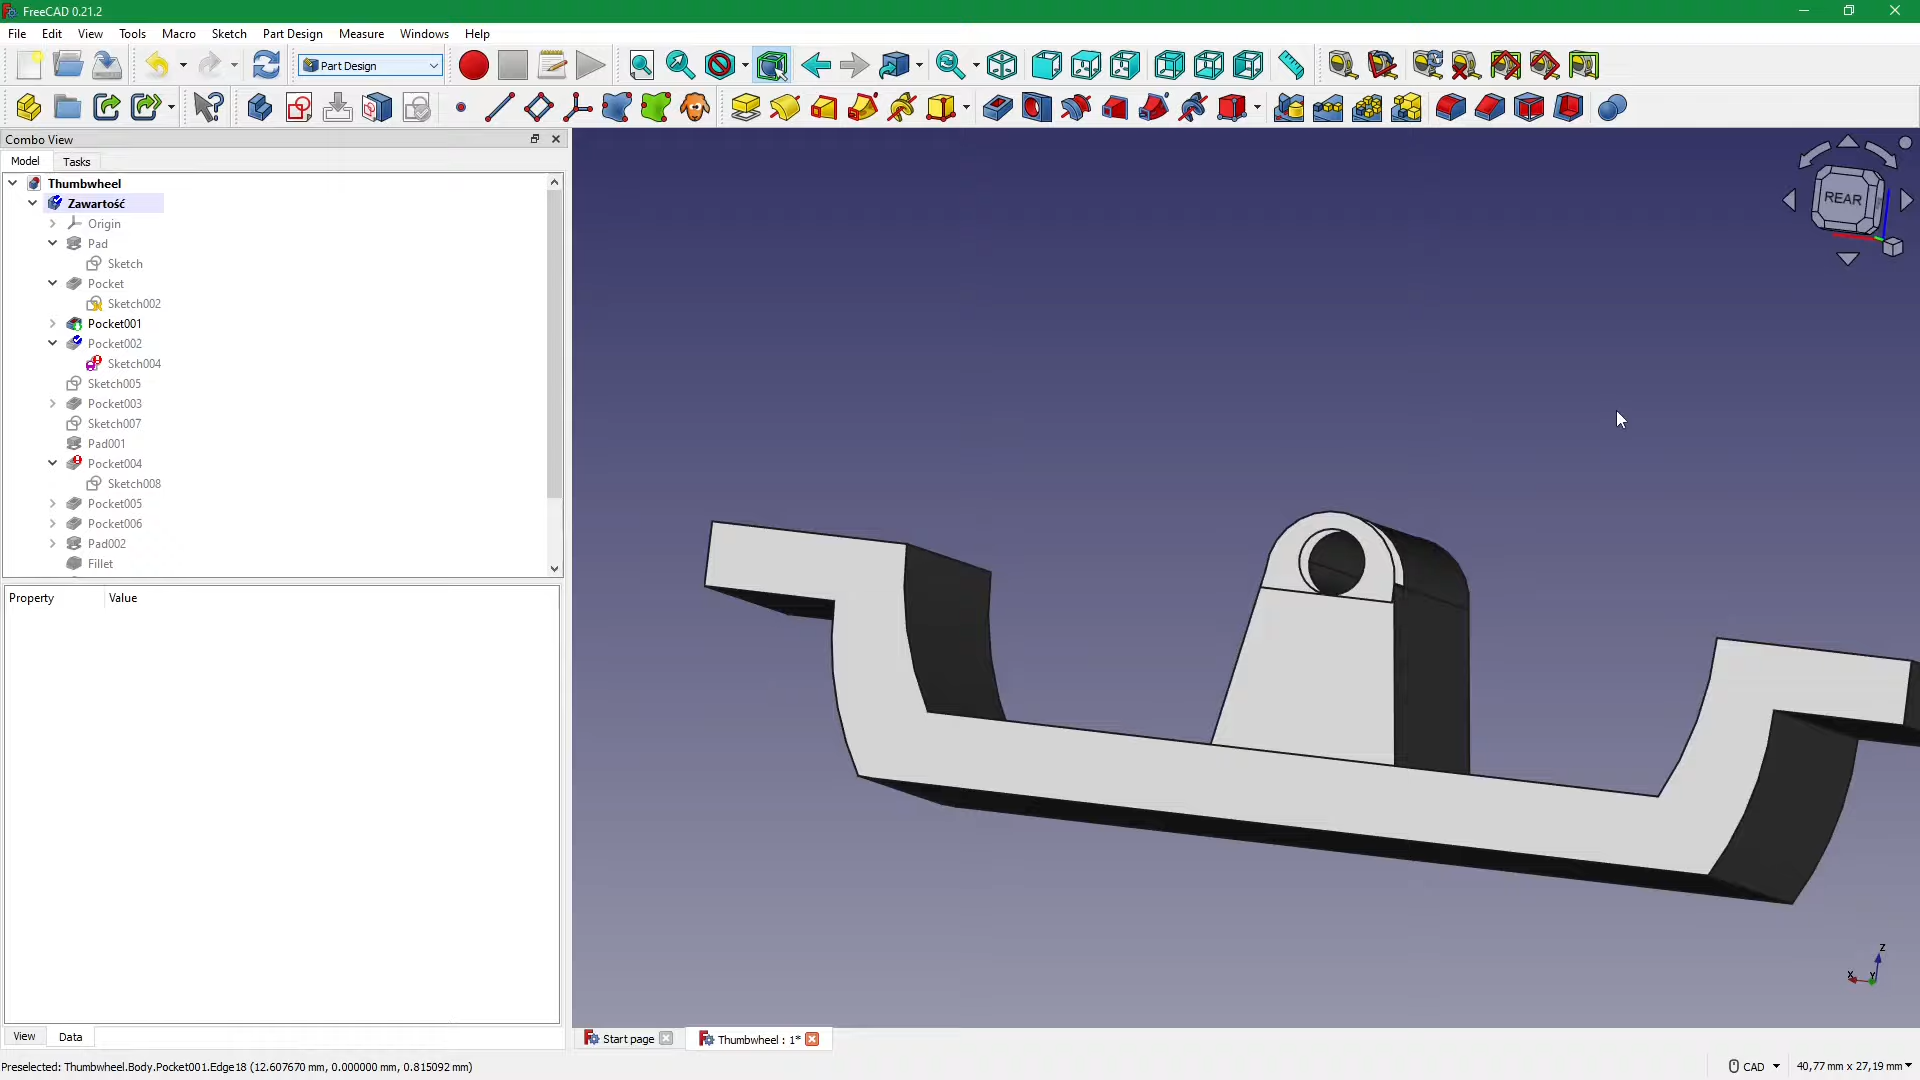 FreeCAD 0.21.2
File Edit View Tools Macro Sketch Part Design Measure Windows Help
Part Design
Combo View
Model Tasks
Thumbwheel
Zawartość
Origin
Pad
Sketch
Pocket
Sketch002
Pocket001
Pocket002
Sketch004
Sketch005
Pocket003
Sketch007
Pad001
Pocket004
Sketch008
Pocket005
Pocket006
Pad002
Fillet
Property Value
View Data
REAR
Z
X Y
Start page
Thumbwheel : 1*
Preselected: Thumbwheel.Body.Pocket001.Edge18 (12.607670 mm, 0.000000 mm, 0.815092 mm)
CAD
40,77 mm x 27,19 mm